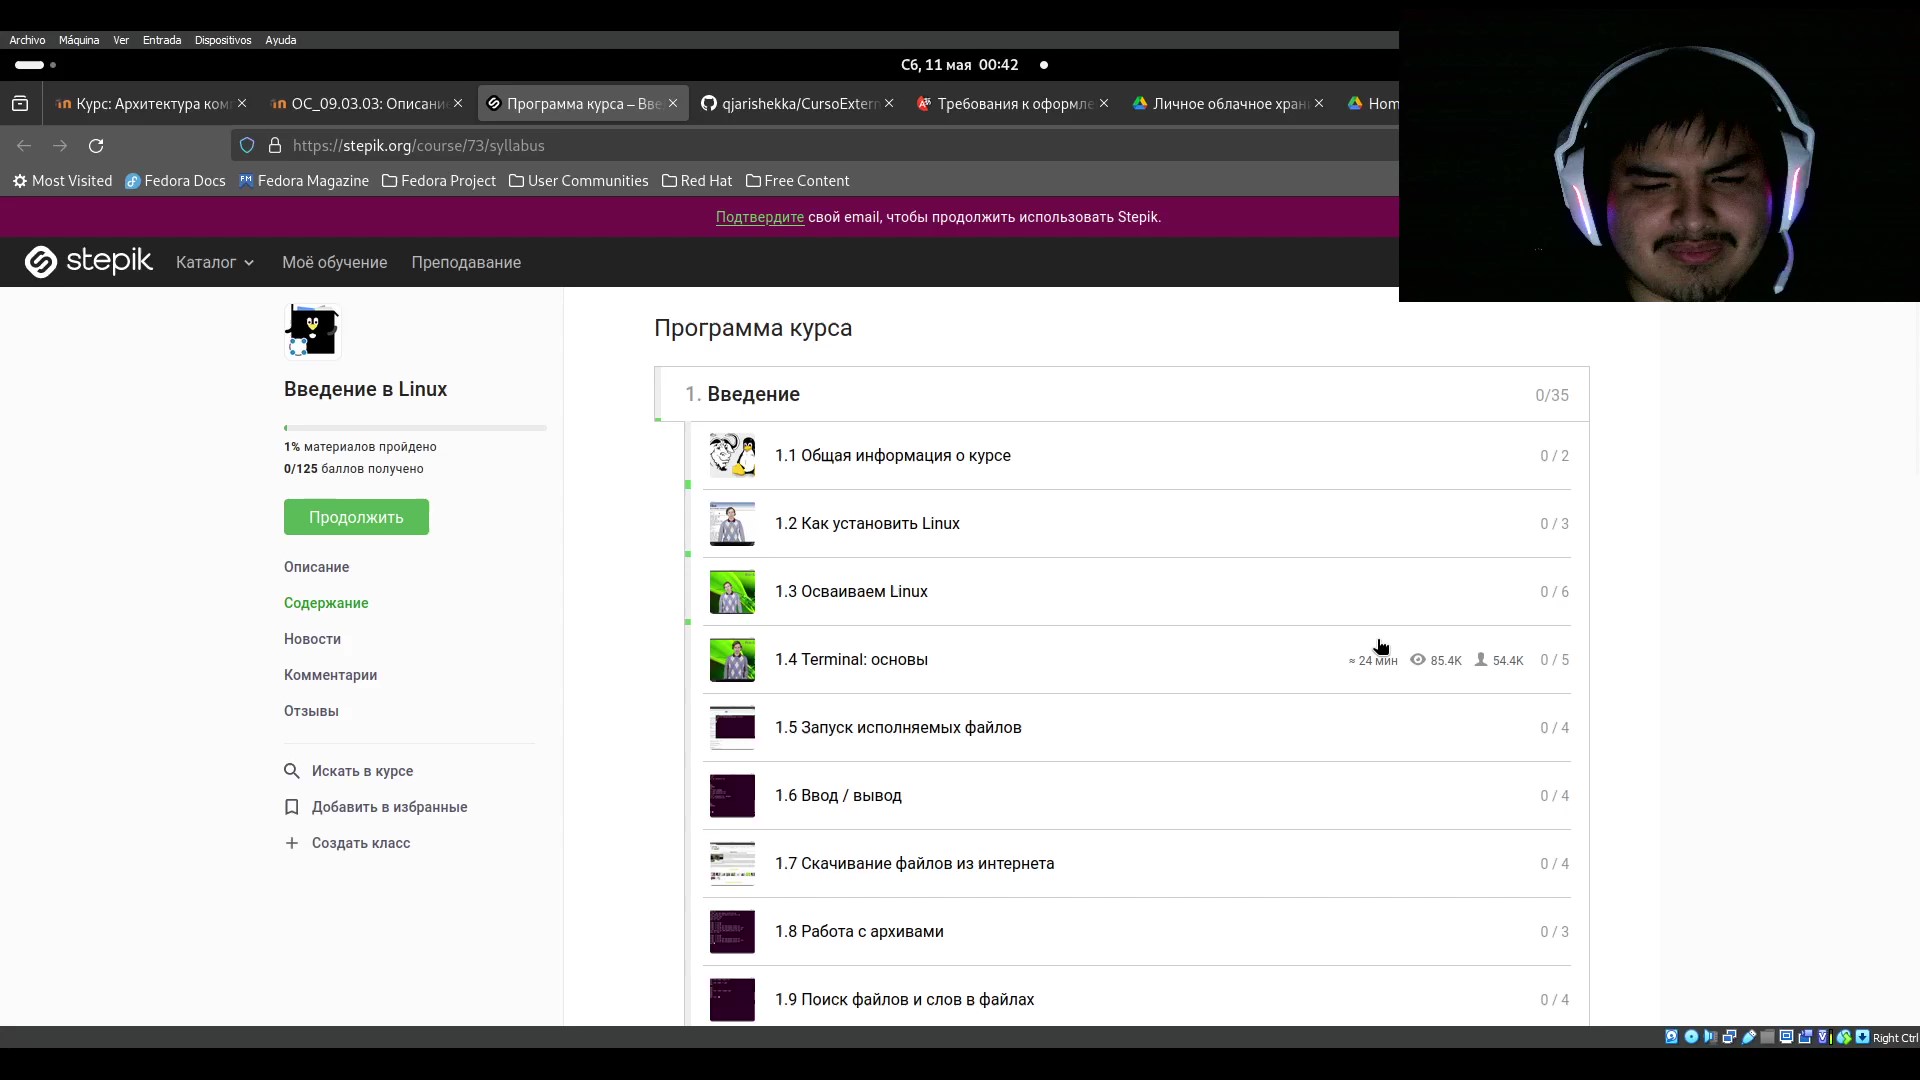 Archivo Máquina Ver Entrada Dispositivos Ayuda
Сб, 11 мая 00:42
Курс: Архитектура ком
ОС_09.03.03: Описани
Программа курса – Вве
qjarishekka/CursoExtern
Требования к оформле
Личное облачное хран
Hom
https://stepik.org/course/73/syllabus
Most Visited Fedora Docs Fedora Magazine Fedora Project User Communities Red Hat Free Content
Подтвердите свой email, чтобы продолжить использовать Stepik.
stepik Каталог Моё обучение Преподавание
Введение в Linux
1% материалов пройдено
0/125 баллов получено
Продолжить
Описание
Содержание
Новости
Комментарии
Отзывы
Искать в курсе
Добавить в избранные
Создать класс
Программа курса
1. Введение 0/35
1.1 Общая информация о курсе 0 / 2
1.2 Как установить Linux 0 / 3
1.3 Осваиваем Linux 0 / 6
1.4 Terminal: основы ≈ 24 мин 85.4K 54.4K 0 / 5
1.5 Запуск исполняемых файлов 0 / 4
1.6 Ввод / вывод 0 / 4
1.7 Скачивание файлов из интернета 0 / 4
1.8 Работа с архивами 0 / 3
1.9 Поиск файлов и слов в файлах 0 / 4
Right Ctrl